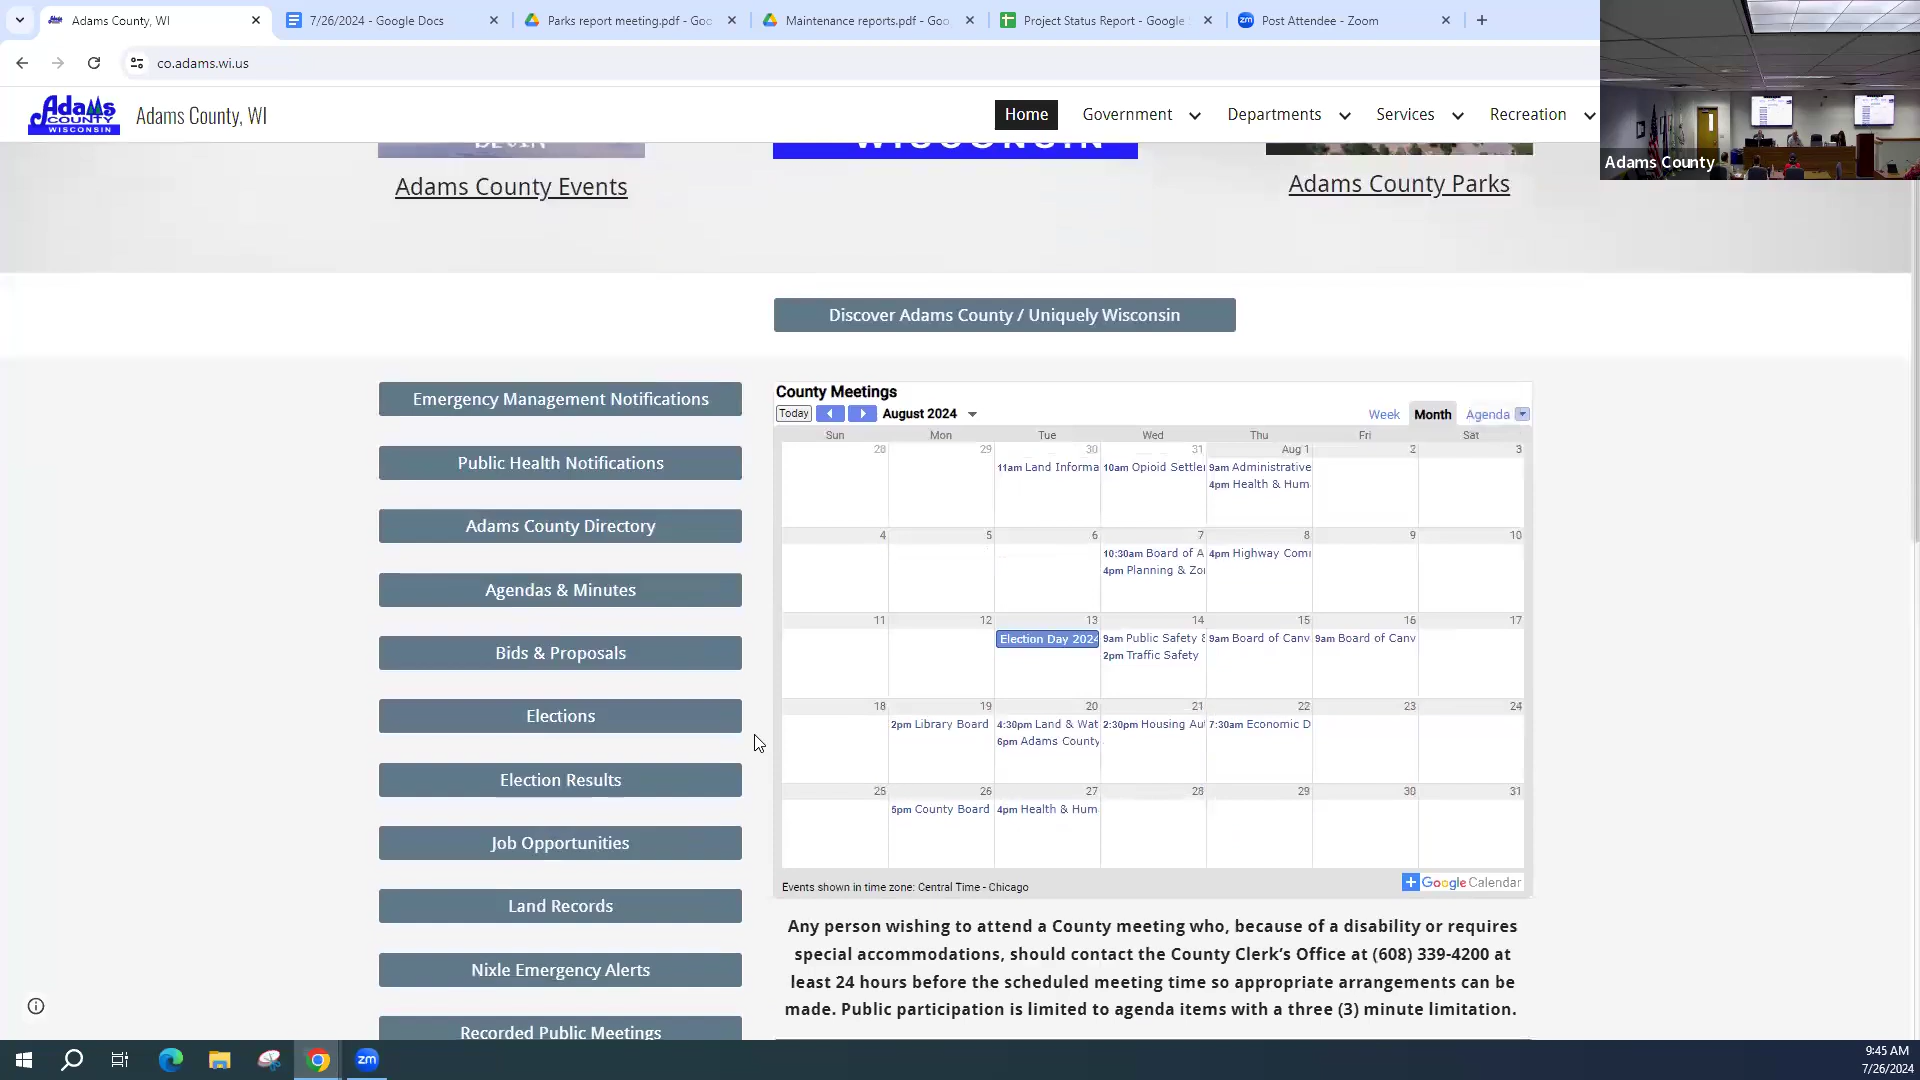 Adams County, WI
7/26/2024 - Google Docs
Parks report meeting.pdf - Goo
Maintenance reports.pdf - Goo
Project Status Report - Google
Post Attendee - Zoom
co.adams.wi.us
Adams
COUNTY
WISCONSIN
Adams County, WI
Home
Government
Departments
Services
Recreation
Adams County
WISCONSIN
Adams County Events
Adams County Parks
Discover Adams County / Uniquely Wisconsin
Emergency Management Notifications
Public Health Notifications
Adams County Directory
Agendas & Minutes
Bids & Proposals
Elections
Election Results
Job Opportunities
Land Records
Nixle Emergency Alerts
Recorded Public Meetings
County Meetings
Today August 2024 Week Month Agenda
Sun Mon Tue Wed Thu Fri Sat
28 29 30 31 Aug 1 2 3
11am Land Informa 10am Opioid Settle 9am Administrative
4pm Health & Hum
4 5 6 7 8 9 10
10:30am Board of A 4pm Highway Com
4pm Planning & Zo
11 12 13 14 15 16 17
Election Day 2024 9am Public Safety & 9am Board of Canv 9am Board of Canv
2pm Traffic Safety
18 19 20 21 22 23 24
2pm Library Board 4:30pm Land & Wat 2:30pm Housing Au 7:30am Economic D
6pm Adams County
25 26 27 28 29 30 31
5pm County Board 4pm Health & Hum
Events shown in time zone: Central Time - Chicago
Google Calendar
Any person wishing to attend a County meeting who, because of a disability or requires
special accommodations, should contact the County Clerk’s Office at (608) 339-4200 at
least 24 hours before the scheduled meeting time so appropriate arrangements can be
made. Public participation is limited to agenda items with a three (3) minute limitation.
zm
9:45 AM
7/26/2024